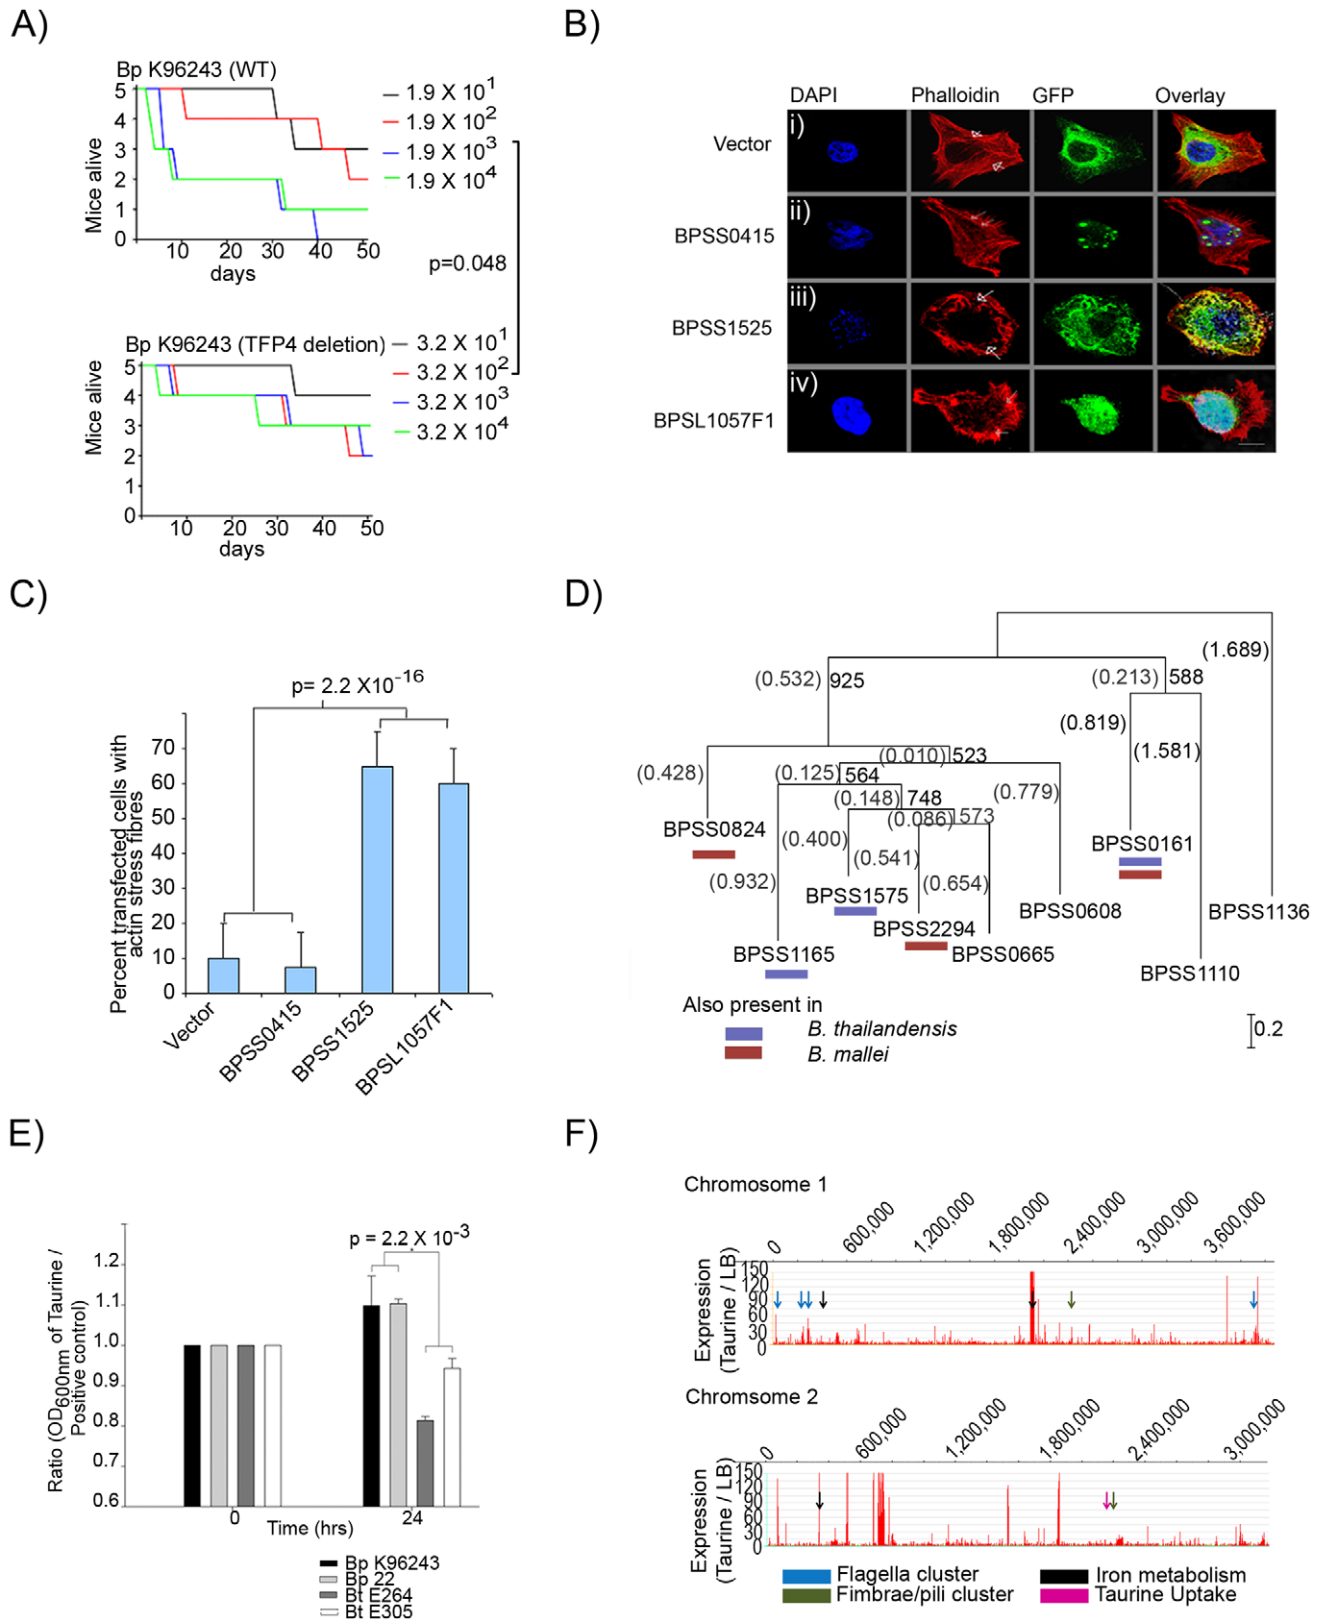 A)
Bp K96243 (WT)
Mice alive
5
4
3
2
1
0
10 20 30 40 50
days
1.9 X 10^1
1.9 X 10^2
1.9 X 10^3
1.9 X 10^4
p=0.048
Bp K96243 (TFP4 deletion)
Mice alive
5
4
3
2
1
0
10 20 30 40 50
days
3.2 X 10^1
3.2 X 10^2
3.2 X 10^3
3.2 X 10^4
B)
DAPI Phalloidin GFP Overlay
Vector i)
BPSS0415 ii)
BPSS1525 iii)
BPSL1057F1 iv)
C)
p= 2.2 X10^-16
Percent transfected cells with
actin stress fibres
70
60
50
40
30
20
10
0
Vector
BPSS0415
BPSS1525
BPSL1057F1
D)
(1.689)
(0.532) 925
(0.213) 588
(0.819)
(1.581)
(0.010) 523
(0.428)
(0.125) 564
(0.148) 748
(0.779)
(0.086) 573
(0.400)
(0.541)
(0.932)
(0.654)
BPSS0824
BPSS0161
BPSS1575
BPSS0608
BPSS1136
BPSS2294
BPSS1165
BPSS0665
BPSS1110
Also present in
B. thailandensis
B. mallei
0.2
E)
p = 2.2 X 10^-3
Ratio (OD600nm of Taurine /
Positive control)
1.2
1.1
1.0
0.9
0.8
0.7
0.6
0 24
Time (hrs)
Bp K96243
Bp 22
Bt E264
Bt E305
F)
Chromosome 1
0 600,000 1,200,000 1,800,000 2,400,000 3,000,000 3,600,000
Expression
(Taurine / LB)
150
120
90
60
30
0
Chromsome 2
0 600,000 1,200,000 1,800,000 2,400,000 3,000,000
Expression
(Taurine / LB)
150
120
90
60
30
0
Flagella cluster
Fimbrae/pili cluster
Iron metabolism
Taurine Uptake